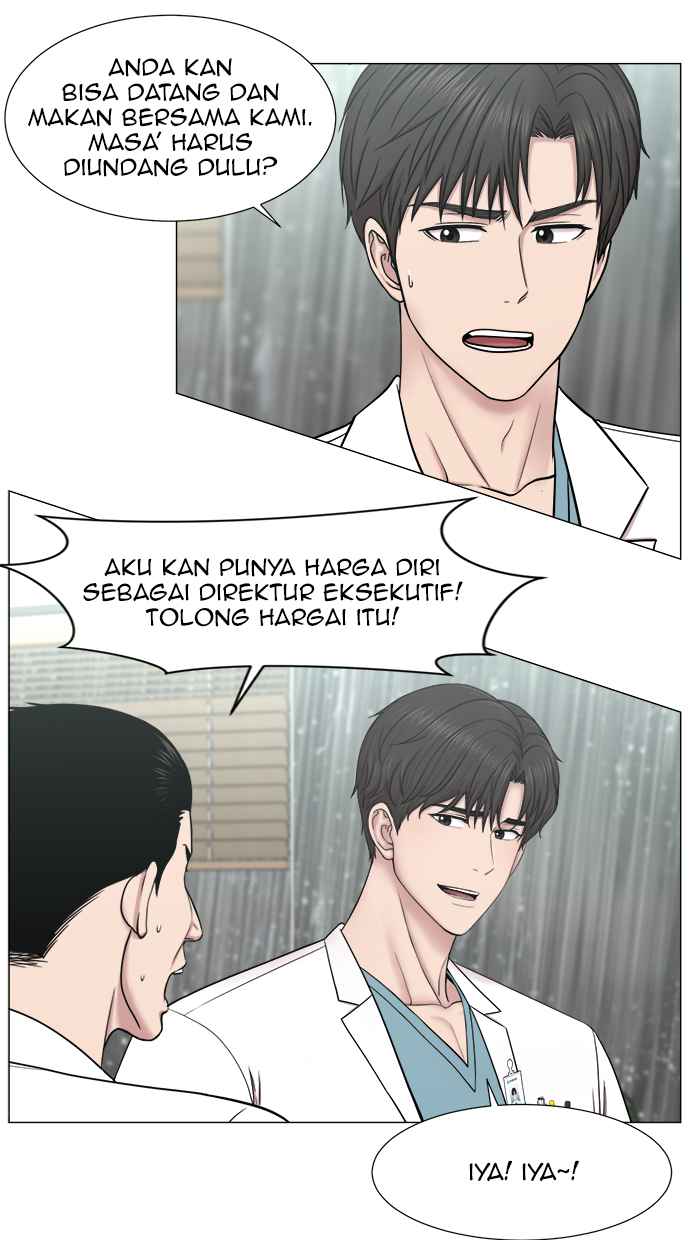 ANDA KAN
BISA DATANG DAN
MAKAN BERSAMA KAMI.
MASA' HARUS
DIUNDANG DULU?
AKU KAN PUNYA HARGA DIRI
SEBAGAI DIREKTUR EKSEKUTIF!
TOLONG HARGAI ITU!
IYA! IYA~!